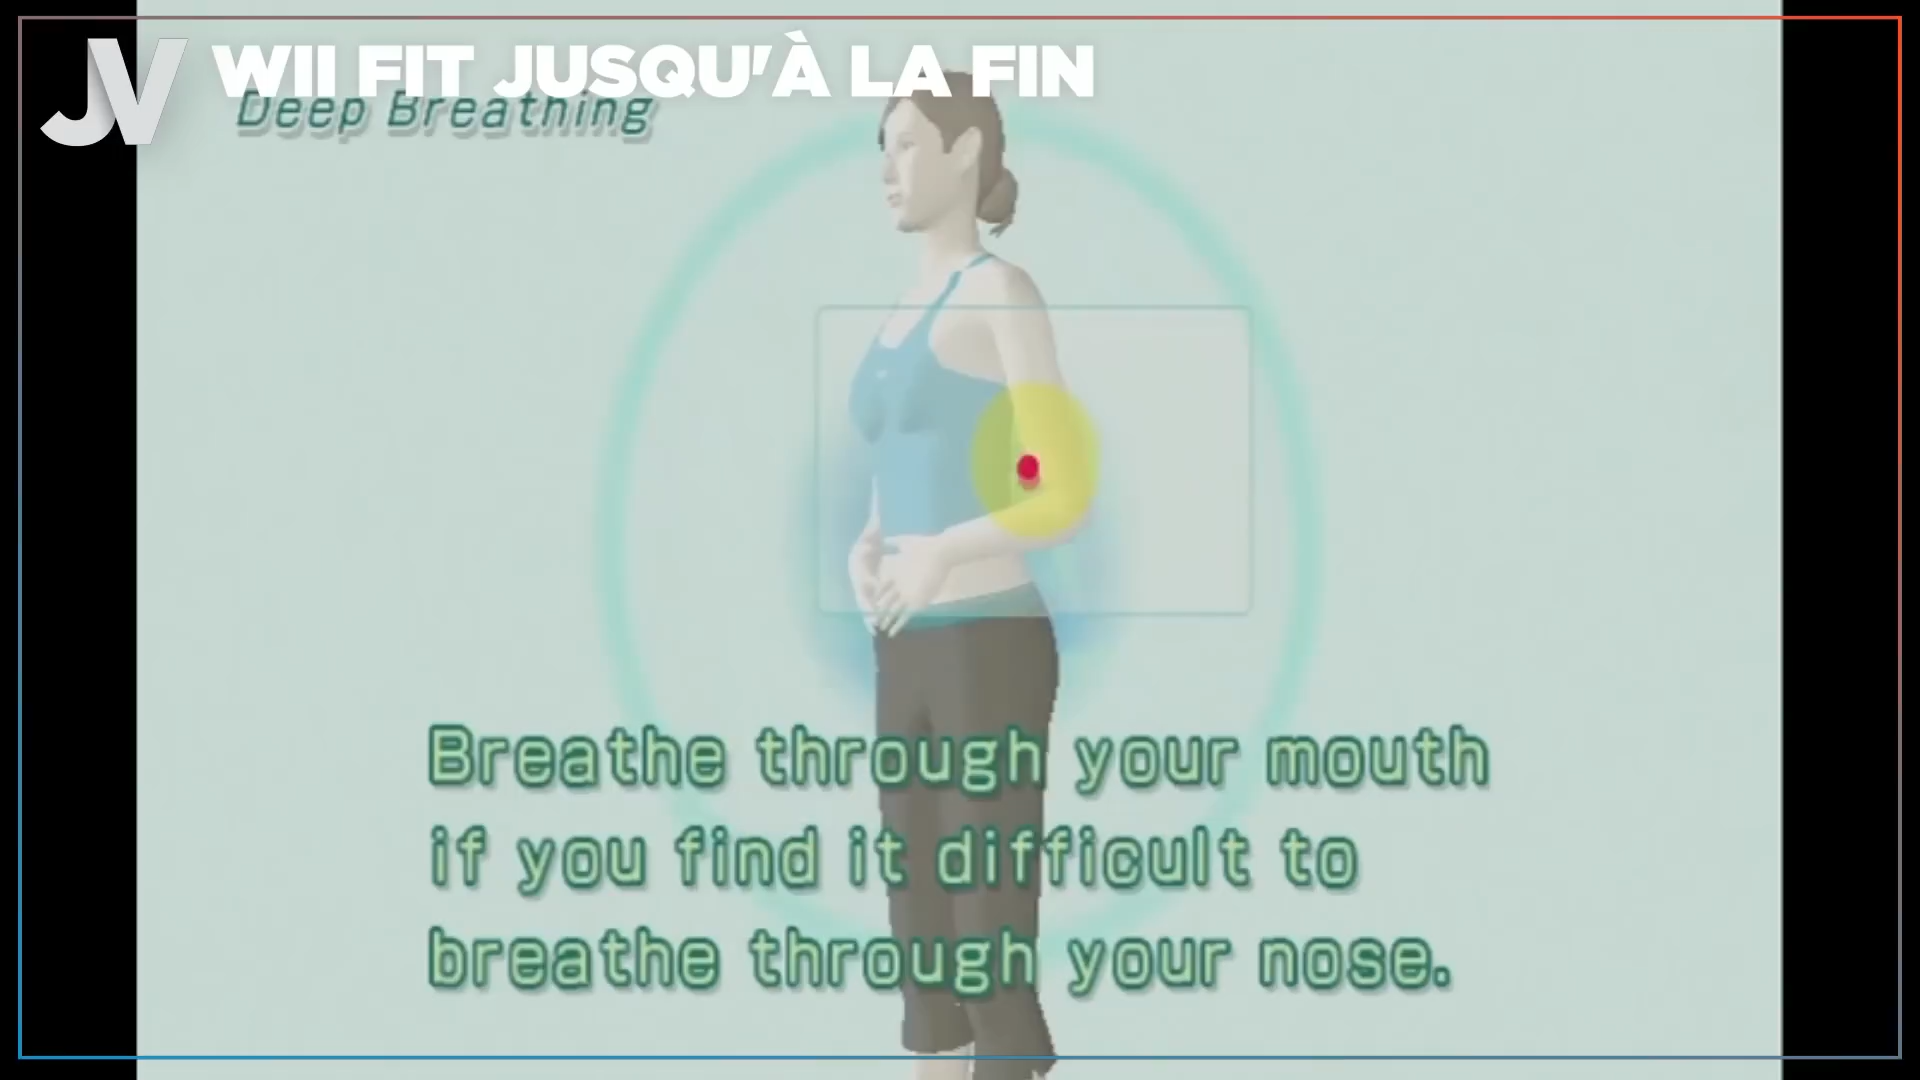 JV
WII FIT JUSQU'À LA FIN
Deep Breathing
Breathe through your mouth
if you find it difficult to
breathe through your nose.